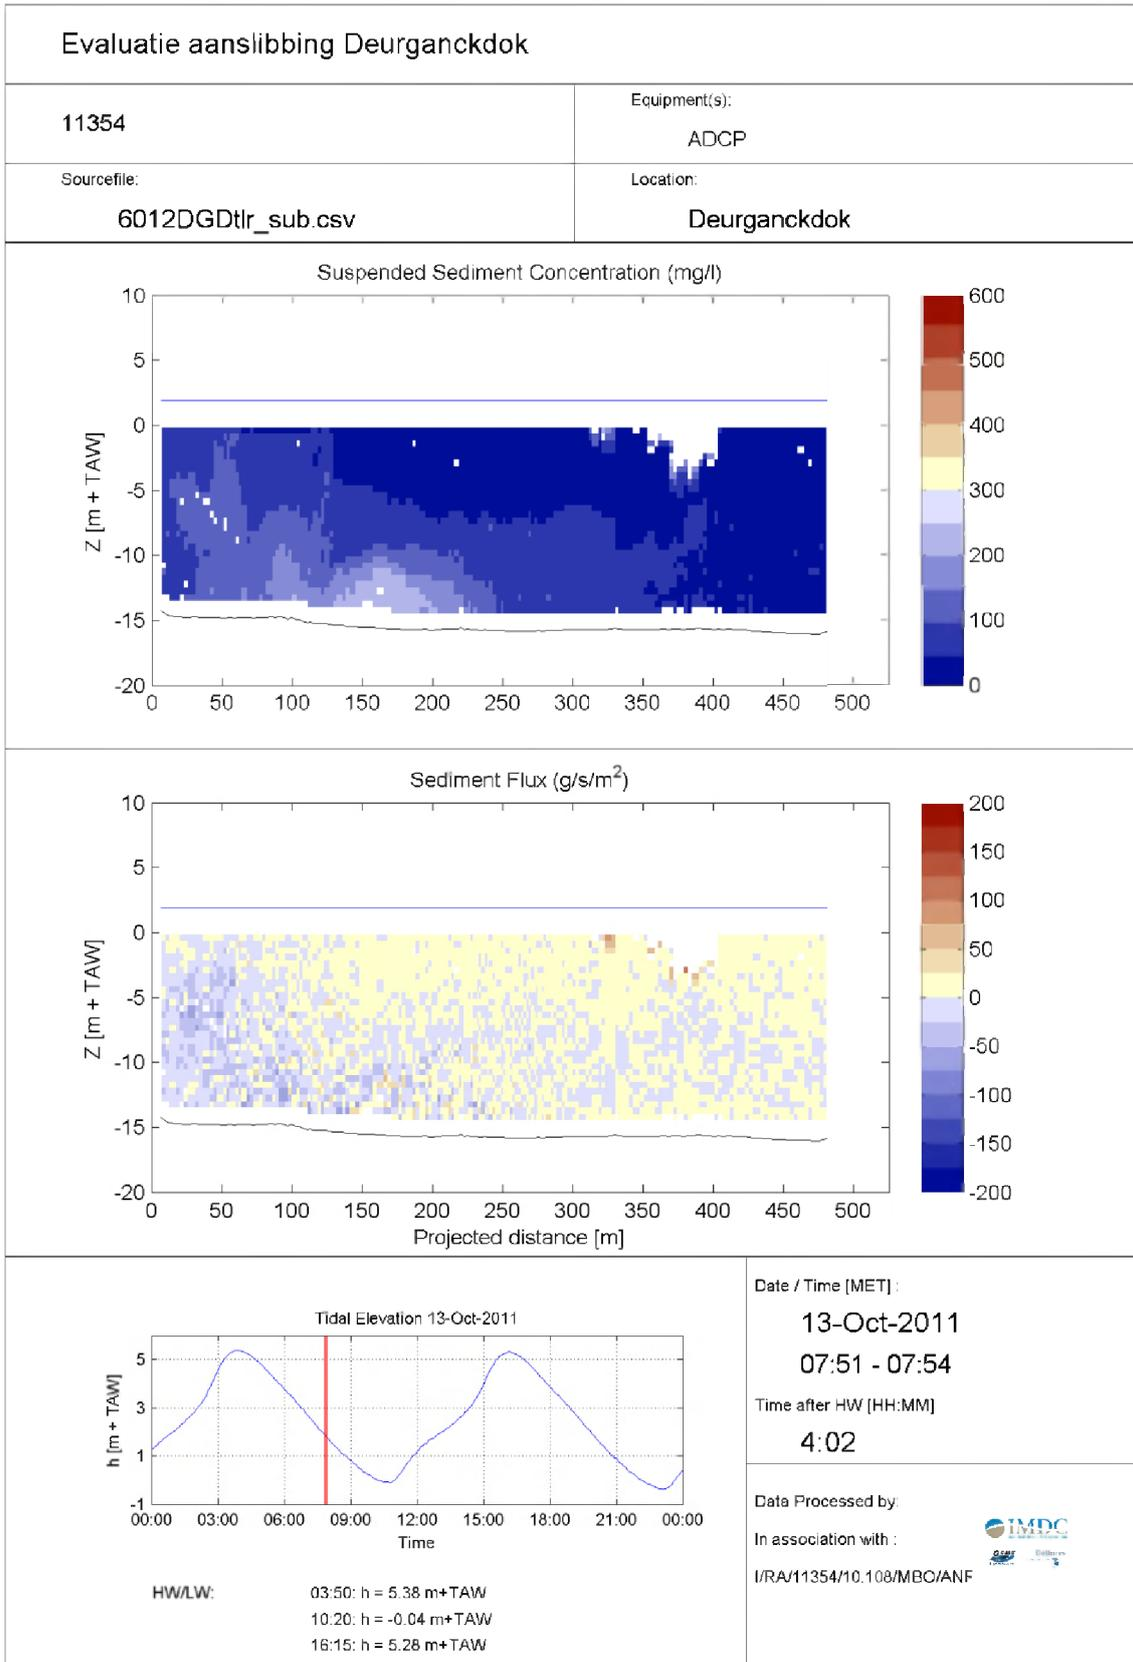 Evaluatie aanslibbing Deurganckdok
11354
Equipment(s):
ADCP
Sourcefile:
6012DGDtlr_sub.csv
Location:
Deurganckdok
Suspended Sediment Concentration (mg/l)
10
5
0
-5
-10
-15
-20
Z [m + TAW]
0 50 100 150 200 250 300 350 400 450 500
600
500
400
300
200
100
0
Sediment Flux (g/s/m²)
10
5
0
-5
-10
-15
-20
Z [m + TAW]
0 50 100 150 200 250 300 350 400 450 500
Projected distance [m]
200
150
100
50
0
-50
-100
-150
-200
Tidal Elevation 13-Oct-2011
5
3
1
-1
h [m + TAW]
00:00 03:00 06:00 09:00 12:00 15:00 18:00 21:00 00:00
Time
HW/LW:
03:50: h = 5.38 m+TAW
10:20: h = -0.04 m+TAW
16:15: h = 5.28 m+TAW
Date / Time [MET] :
13-Oct-2011
07:51 - 07:54
Time after HW [HH:MM]
4:02
Data Processed by:
IMDC
In association with :
I/RA/11354/10.108/MBO/ANF